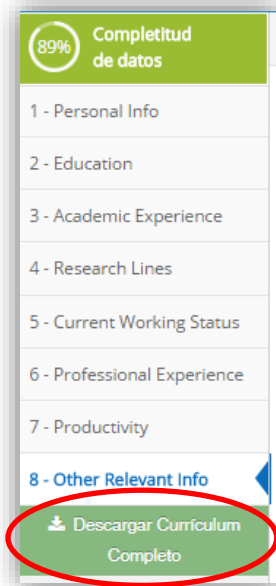 89%
Completitud
de datos
1 - Personal Info
2 - Education
3 - Academic Experience
4 - Research Lines
5 - Current Working Status
6 - Professional Experience
7 - Productivity
8 - Other Relevant Info
Descargar Currículum
Completo